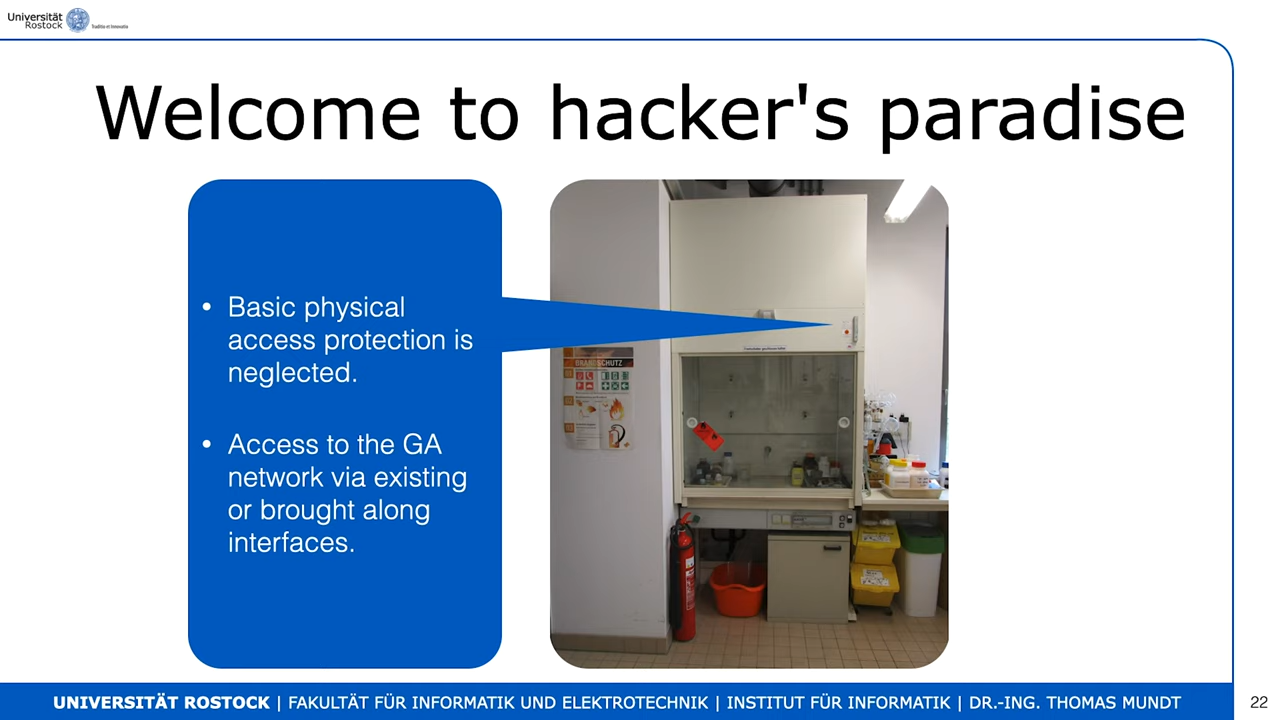 Universität
Rostock
Traditio et Innovatio
Welcome to hacker's paradise
• Basic physical
access protection is
neglected.
• Access to the GA
network via existing
or brought along
interfaces.
BRANDSCHUTZ
UNIVERSITÄT ROSTOCK | FAKULTÄT FÜR INFORMATIK UND ELEKTROTECHNIK | INSTITUT FÜR INFORMATIK | DR.-ING. THOMAS MUNDT
22